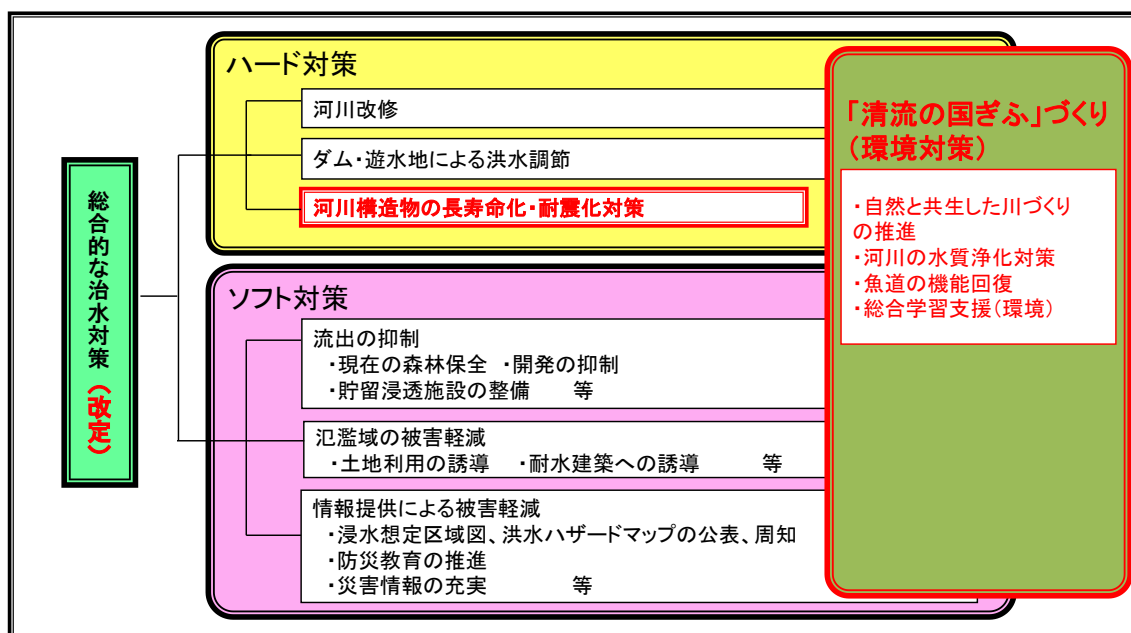 総合的な治水対策（改定）
ハード対策
河川改修
ダム・遊水地による洪水調節
河川構造物の長寿命化・耐震化対策
ソフト対策
流出の抑制
・現在の森林保全　・開発の抑制
・貯留浸透施設の整備　　等
氾濫域の被害軽減
・土地利用の誘導　・耐水建築への誘導　　　等
情報提供による被害軽減
・浸水想定区域図、洪水ハザードマップの公表、周知
・防災教育の推進
・災害情報の充実　　　　等
「清流の国ぎふ」づくり
（環境対策）
・自然と共生した川づくり
の推進
・河川の水質浄化対策
・魚道の機能回復
・総合学習支援（環境）